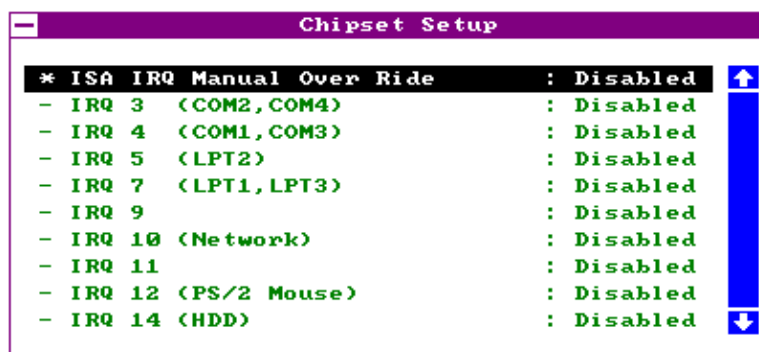 Chipset Setup
* ISA IRQ Manual Over Ride : Disabled
- IRQ 3 (COM2,COM4) : Disabled
- IRQ 4 (COM1,COM3) : Disabled
- IRQ 5 (LPT2) : Disabled
- IRQ 7 (LPT1,LPT3) : Disabled
- IRQ 9 : Disabled
- IRQ 10 (Network) : Disabled
- IRQ 11 : Disabled
- IRQ 12 (PS/2 Mouse) : Disabled
- IRQ 14 (HDD) : Disabled